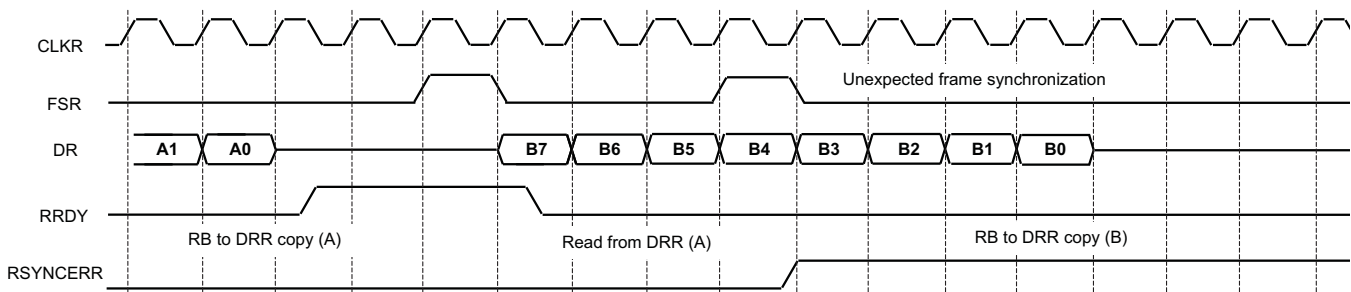 CLKR
FSR
Unexpected frame synchronization
DR
A1 A0 B7 B6 B5 B4 B3 B2 B1 B0
RRDY
RB to DRR copy (A)
Read from DRR (A)
RB to DRR copy (B)
RSYNCERR